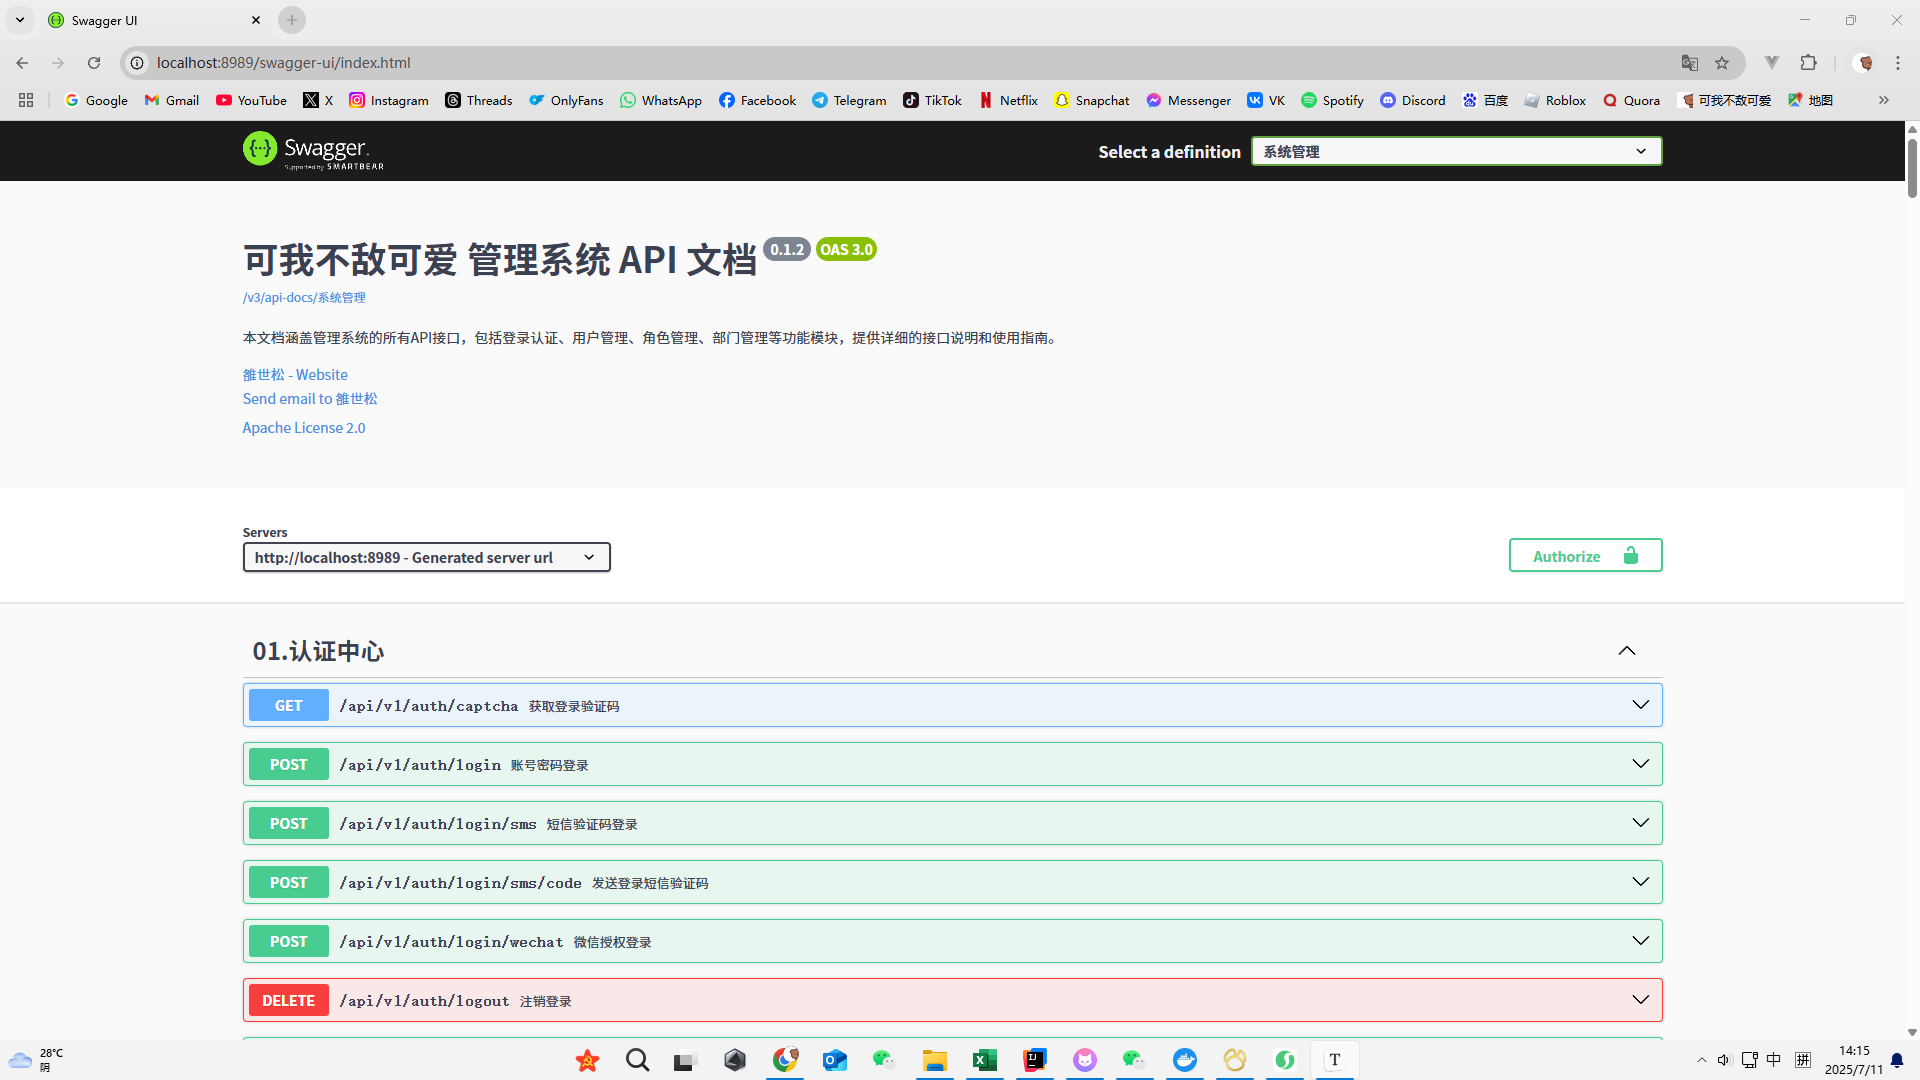 Swagger UI
localhost:8989/swagger-ui/index.html
Google Gmail YouTube X Instagram Threads OnlyFans WhatsApp Facebook Telegram TikTok Netflix Snapchat Messenger VK Spotify Discord 百度 Roblox Quora 可我不敌可爱 地图
Swagger.
Supported by SMARTBEAR
Select a definition 系统管理
可我不敌可爱 管理系统 API 文档 0.1.2 OAS 3.0
/v3/api-docs/系统管理
本文档涵盖管理系统的所有API接口，包括登录认证、用户管理、角色管理、部门管理等功能模块，提供详细的接口说明和使用指南。
雒世松 - Website
Send email to 雒世松
Apache License 2.0
Servers
http://localhost:8989 - Generated server url
Authorize
01.认证中心
GET /api/v1/auth/captcha 获取登录验证码
POST /api/v1/auth/login 账号密码登录
POST /api/v1/auth/login/sms 短信验证码登录
POST /api/v1/auth/login/sms/code 发送登录短信验证码
POST /api/v1/auth/login/wechat 微信授权登录
DELETE /api/v1/auth/logout 注销登录
28°C
阴
中 拼
14:15
2025/7/11